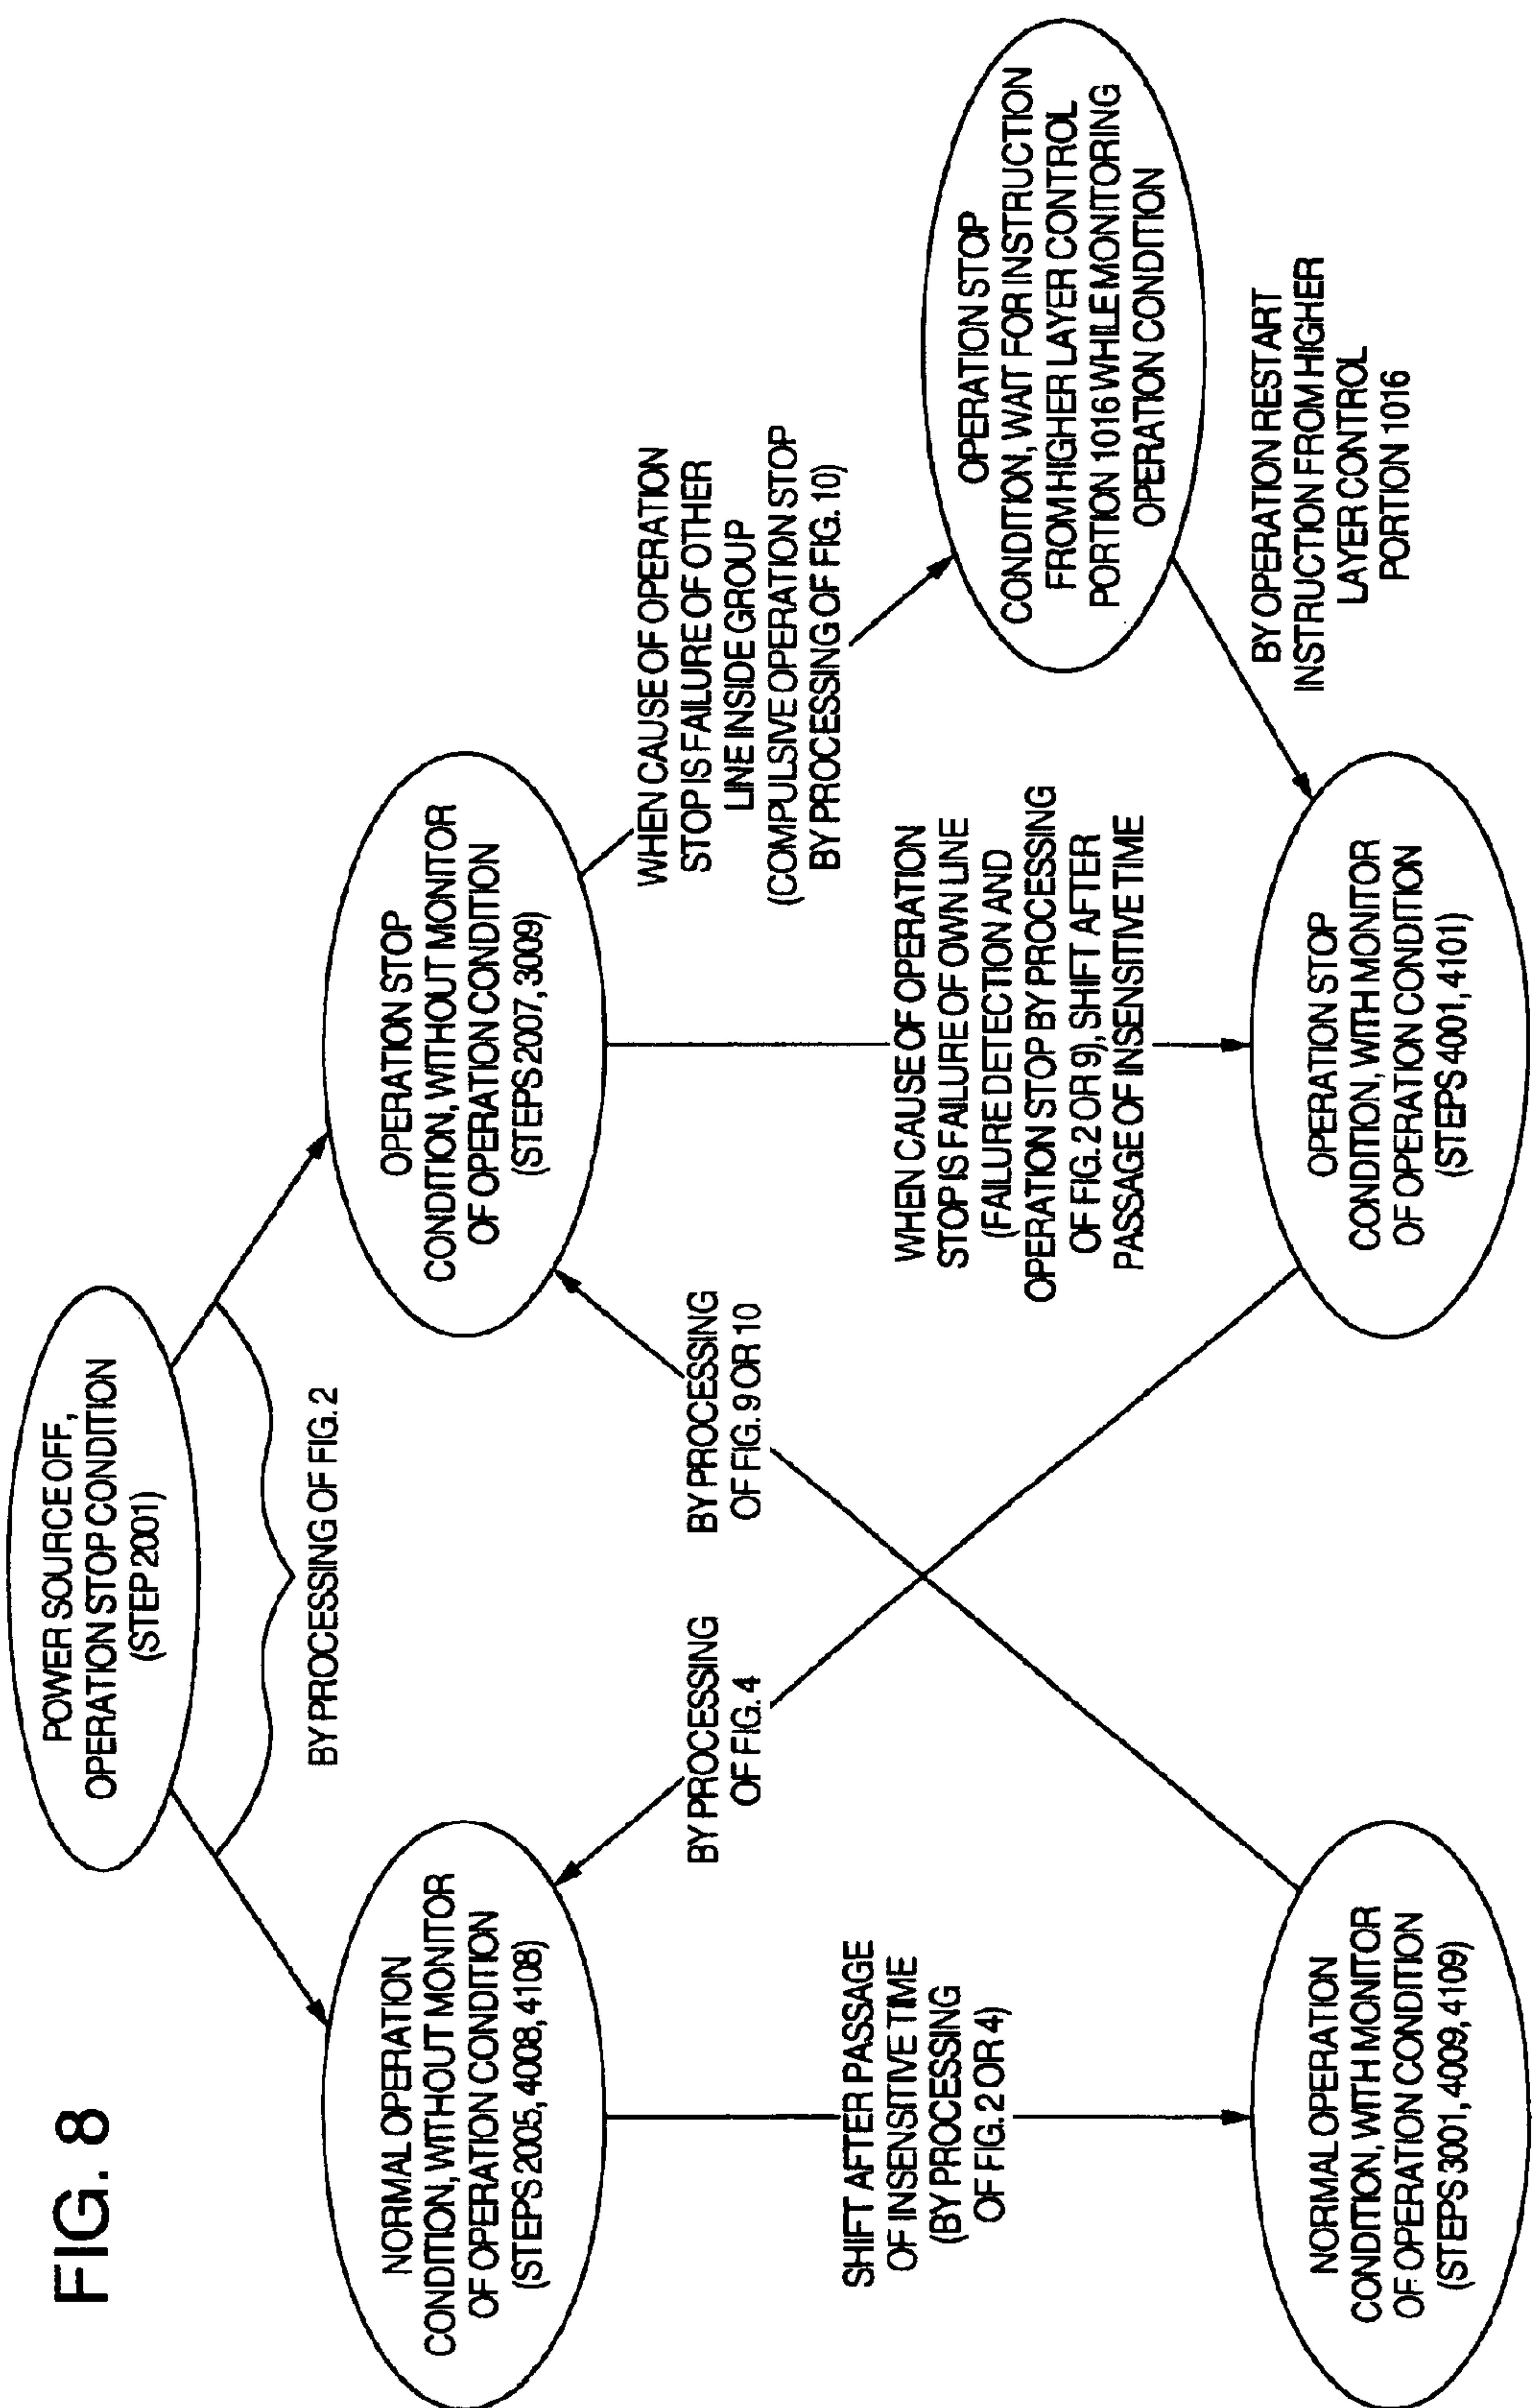 FIG. 8
POWER SOURCE OFF,
OPERATION STOP CONDITION
(STEP 2001)
BY PROCESSING OF FIG. 2
NORMAL OPERATION
CONDITION, WITHOUT MONITOR
OF OPERATION CONDITION
(STEPS 2005, 4008, 4108)
OPERATION STOP
CONDITION, WITHOUT MONITOR
OF OPERATION CONDITION
(STEPS 2007, 3009)
BY PROCESSING
OF FIG. 4
BY PROCESSING
OF FIG. 9 OR 10
WHEN CAUSE OF OPERATION
STOP IS FAILURE OF OTHER
LINE INSIDE GROUP
(COMPULSIVE OPERATION STOP
BY PROCESSING OF FIG. 10)
SHIFT AFTER PASSAGE
OF INSENSITIVE TIME
(BY PROCESSING
OF FIG. 2 OR 4)
WHEN CAUSE OF OPERATION
STOP IS FAILURE OF OWN LINE
(FAILURE DETECTION AND
OPERATION STOP BY PROCESSING
OF FIG. 2 OR 9), SHIFT AFTER
PASSAGE OF INSENSITIVE TIME
OPERATION STOP
CONDITION, WAIT FOR INSTRUCTION
FROM HIGHER LAYER CONTROL
PORTION 1016 WHILE MONITORING
OPERATION CONDITION
BY OPERATION RESTART
INSTRUCTION FROM HIGHER
LAYER CONTROL
PORTION 1016
NORMAL OPERATION
CONDITION, WITH MONITOR
OF OPERATION CONDITION
(STEPS 3001, 4009, 4109)
OPERATION STOP
CONDITION, WITH MONITOR
OF OPERATION CONDITION
(STEPS 4001, 4101)